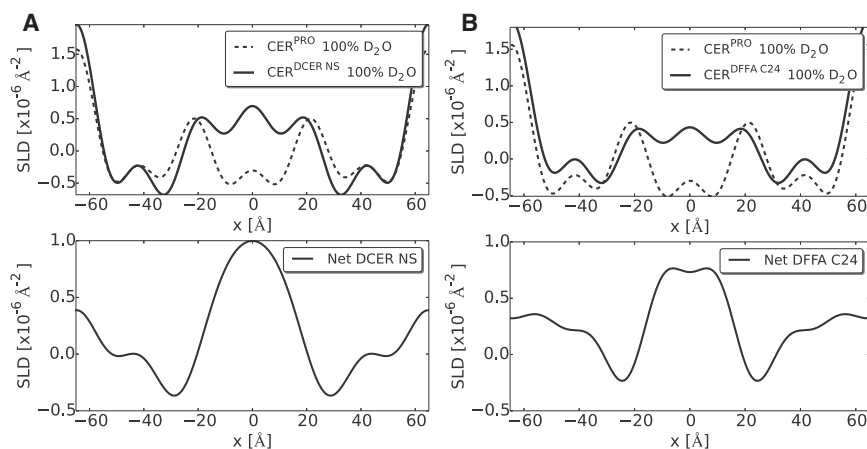 A
CER^PRO 100% D₂O
CER^DCER NS 100% D₂O
SLD [x10⁻⁶ Å⁻²]
1.5
1.0
0.5
0.0
−0.5
−60 −40 −20 0 20 40 60
x [Å]
Net DCER NS
SLD [x10⁻⁶ Å⁻²]
1.0
0.5
0.0
−0.5
−60 −40 −20 0 20 40 60
x [Å]
B
CER^PRO 100% D₂O
CER^DFFA C24 100% D₂O
SLD [x10⁻⁶ Å⁻²]
1.5
1.0
0.5
0.0
−0.5
−60 −40 −20 0 20 40 60
x [Å]
Net DFFA C24
SLD [x10⁻⁶ Å⁻²]
1.0
0.5
0.0
−0.5
−60 −40 −20 0 20 40 60
x [Å]